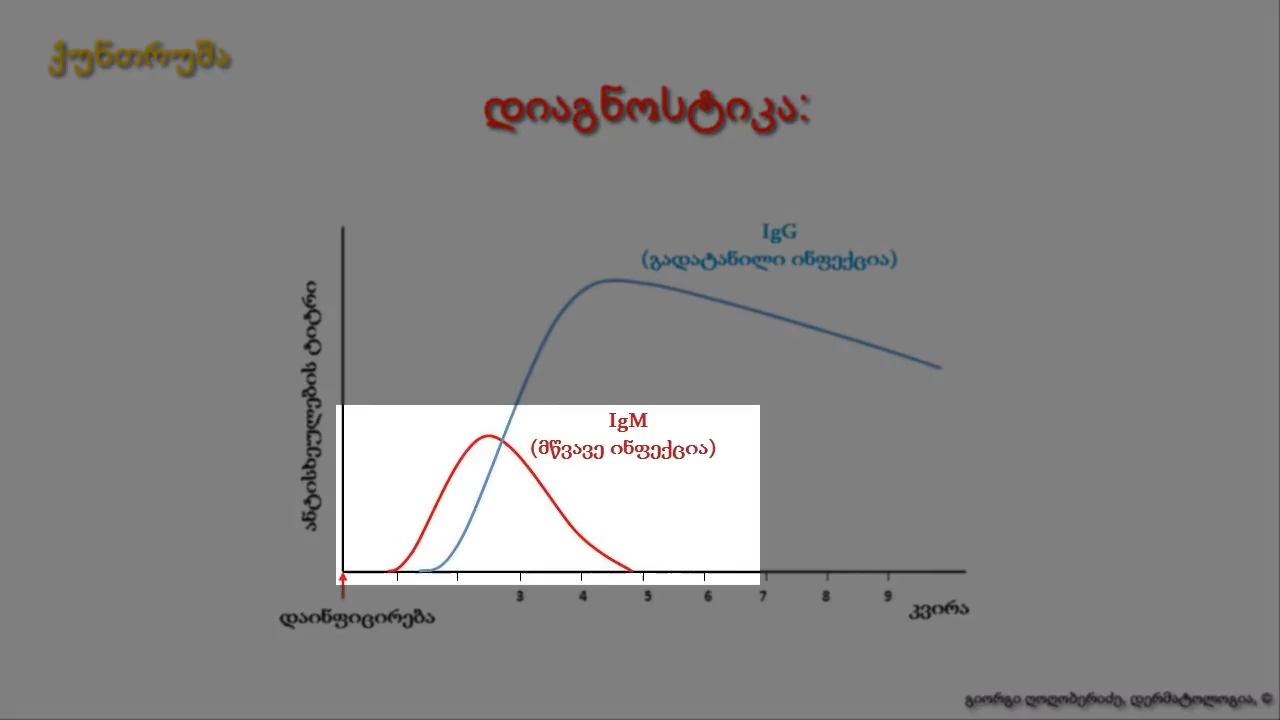 ქუნთრუშა
დიაგნოსტიკა:
IgG
(გადატანილი ინფექცია)
ანტისხეულების ტიტრი
IgM
(მწვავე ინფექცია)
3 4 5 6 7 8 9
კვირა
დაინფიცირება
გიორგი ღოღობერიძე, დერმატოლოგია, ©